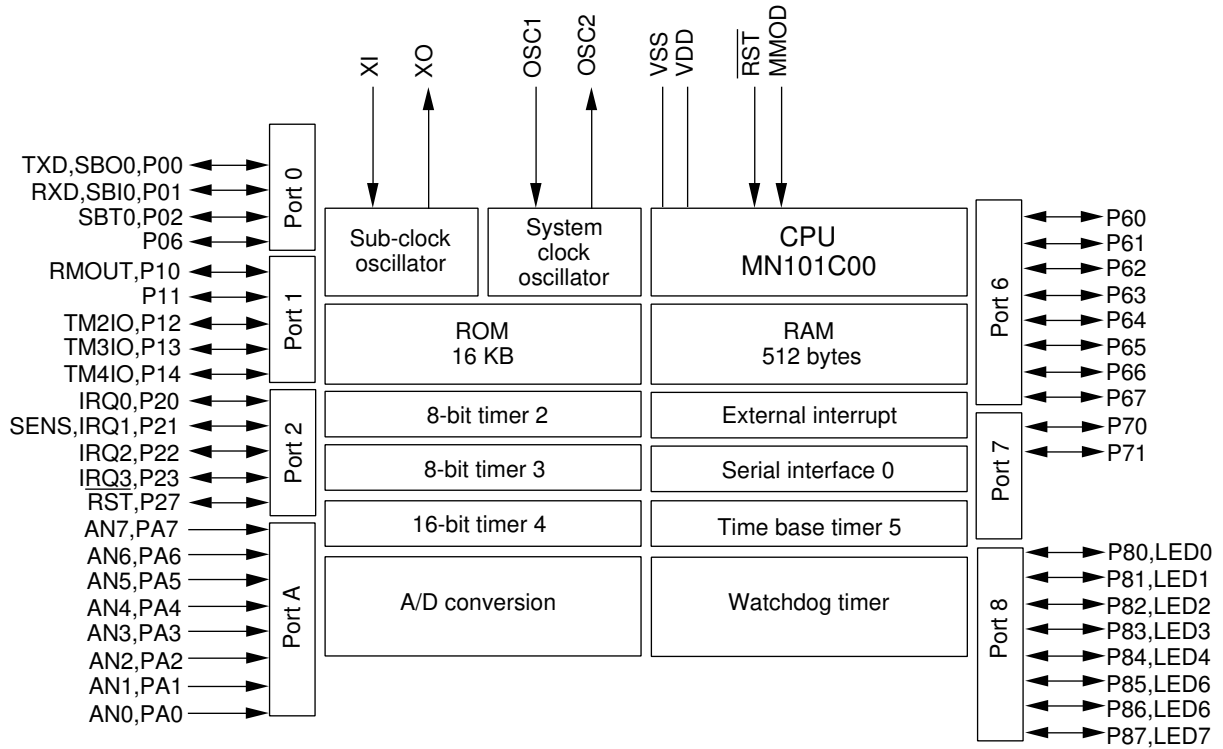 XI
XO
OSC1
OSC2
VSS
VDD
RST
MMOD
TXD,SBO0,P00
RXD,SBI0,P01
SBT0,P02
P06
Port 0
RMOUT,P10
P11
TM2IO,P12
TM3IO,P13
TM4IO,P14
Port 1
IRQ0,P20
SENS,IRQ1,P21
IRQ2,P22
IRQ3,P23
RST,P27
Port 2
AN7,PA7
AN6,PA6
AN5,PA5
AN4,PA4
AN3,PA3
AN2,PA2
AN1,PA1
AN0,PA0
Port A
Sub-clock
oscillator
System
clock
oscillator
CPU
MN101C00
ROM
16 KB
RAM
512 bytes
8-bit timer 2
External interrupt
8-bit timer 3
Serial interface 0
16-bit timer 4
Time base timer 5
A/D conversion
Watchdog timer
Port 6
P60
P61
P62
P63
P64
P65
P66
P67
Port 7
P70
P71
Port 8
P80,LED0
P81,LED1
P82,LED2
P83,LED3
P84,LED4
P85,LED6
P86,LED6
P87,LED7